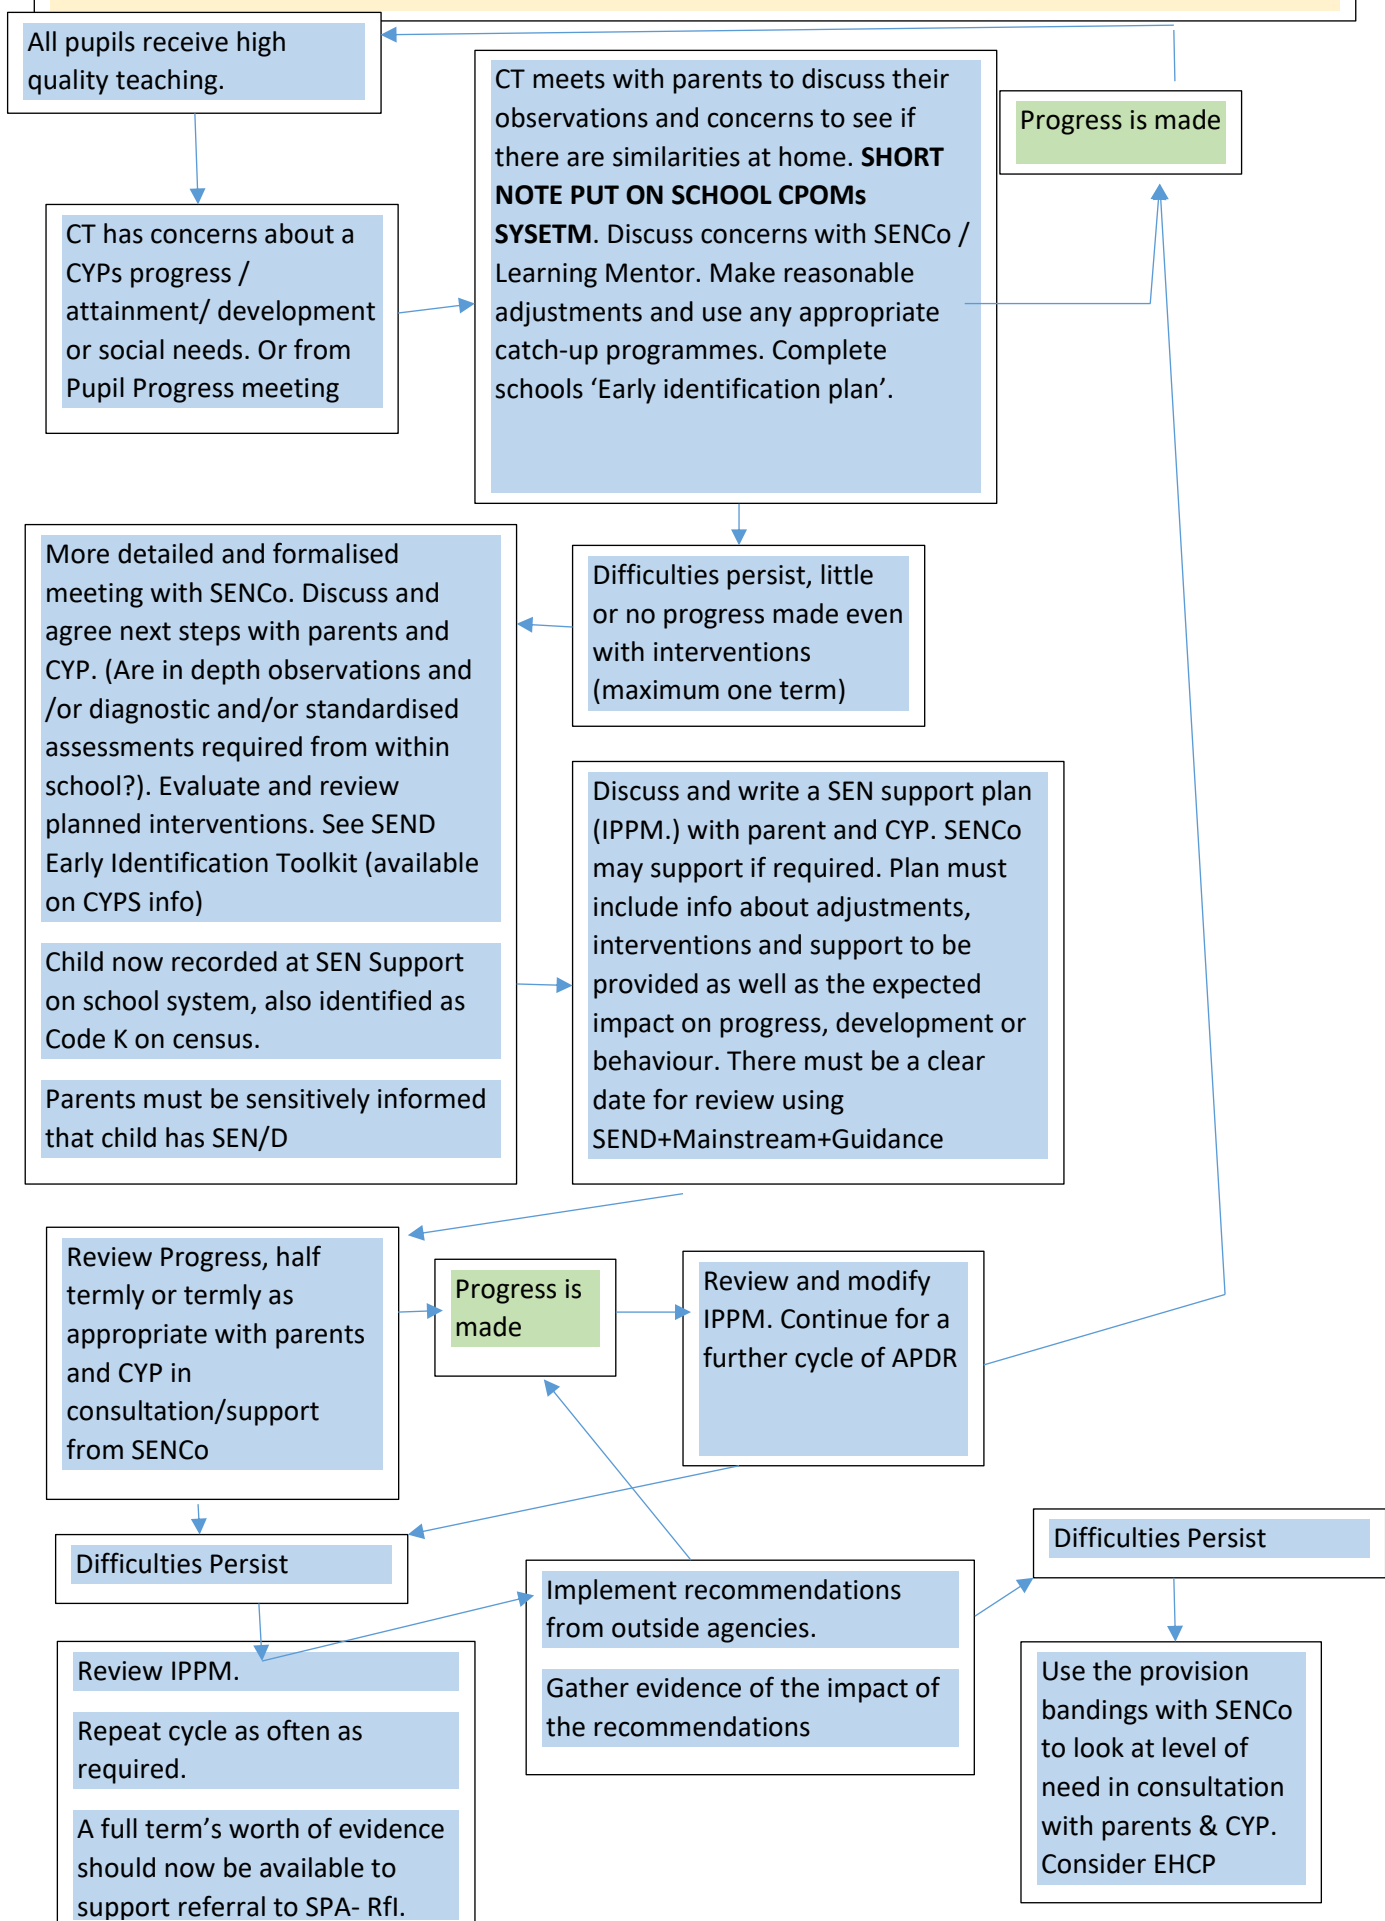 All pupils receive high
quality teaching.
CT meets with parents to discuss their
observations and concerns to see if
there are similarities at home. SHORT
NOTE PUT ON SCHOOL CPOMs
SYSETM. Discuss concerns with SENCo /
Learning Mentor. Make reasonable
adjustments and use any appropriate
catch-up programmes. Complete
schools ‘Early identification plan’.
Progress is made
CT has concerns about a
CYPs progress /
attainment/ development
or social needs. Or from
Pupil Progress meeting
Difficulties persist, little
or no progress made even
with interventions
(maximum one term)
More detailed and formalised
meeting with SENCo. Discuss and
agree next steps with parents and
CYP. (Are in depth observations and
/or diagnostic and/or standardised
assessments required from within
school?). Evaluate and review
planned interventions. See SEND
Early Identification Toolkit (available
on CYPS info)
Child now recorded at SEN Support
on school system, also identified as
Code K on census.
Parents must be sensitively informed
that child has SEN/D
Discuss and write a SEN support plan
(IPPM.) with parent and CYP. SENCo
may support if required. Plan must
include info about adjustments,
interventions and support to be
provided as well as the expected
impact on progress, development or
behaviour. There must be a clear
date for review using
SEND+Mainstream+Guidance
Review Progress, half
termly or termly as
appropriate with parents
and CYP in
consultation/support
from SENCo
Progress is
made
Review and modify
IPPM. Continue for a
further cycle of APDR
Difficulties Persist
Implement recommendations
from outside agencies.
Gather evidence of the impact of
the recommendations
Difficulties Persist
Review IPPM.
Repeat cycle as often as
required.
A full term’s worth of evidence
should now be available to
support referral to SPA- RfI.
Use the provision
bandings with SENCo
to look at level of
need in consultation
with parents & CYP.
Consider EHCP